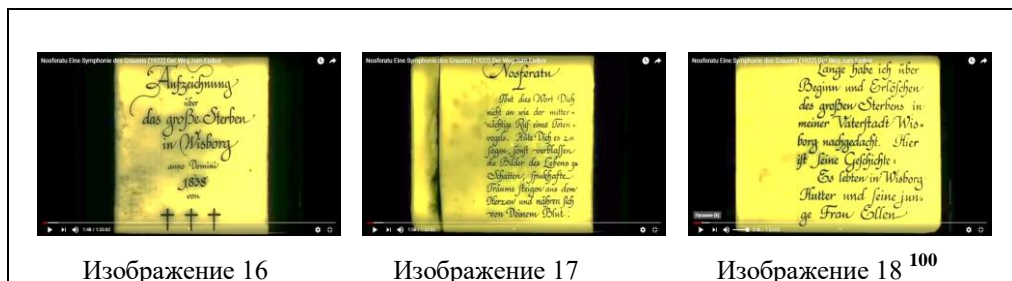 Nosferatu Eine Symphonie des Grauens (1922) Der Weg zum Freibor
Aufzeichnung
über
das große Sterben
in Wisborg
anno Domini
1838
von
1:48 / 1:33:02
Изображение 16
Nosferatu Eine Symphonie des Grauens (1922) Der Weg zum
Nosferatu
Tönt dies Wort Dich
nicht an wie der mitter-
nächtige Ruf eines Toten-
vogels. Hüte Dich es zu
sagen, sonst verblassen
die Bilder des Lebens zu
Schatten, spukhafte
Träume steigen aus dem
Herzen und nähren sich
von Deinem Blut.
Изображение 17
Nosferatu Eine Symphonie des Grauens (1922) Der Weg zum
Lange habe ich über
Beginn und Erlöschen
des großen Sterbens in
meiner Vaterstadt Wis-
borg nachgedacht. Hier
ist seine Geschichte:
Es lebten in Wisborg
Hutter und seine jun-
ge Frau Ellen
Изображение 18 100